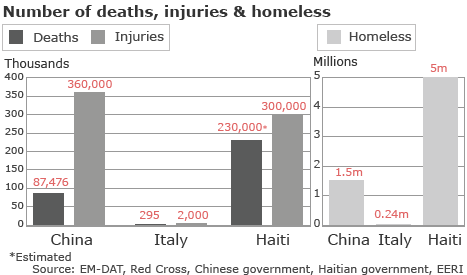 Number of deaths, injuries & homeless
Deaths Injuries Homeless
Thousands Millions
400
350
300
250
200
150
100
50
0
87,476
360,000
295
2,000
230,000*
300,000
China Italy Haiti
5
4
3
2
1
0
1.5m
0.24m
5m
China Italy Haiti
*Estimated
Source: EM-DAT, Red Cross, Chinese government, Haitian government, EERI